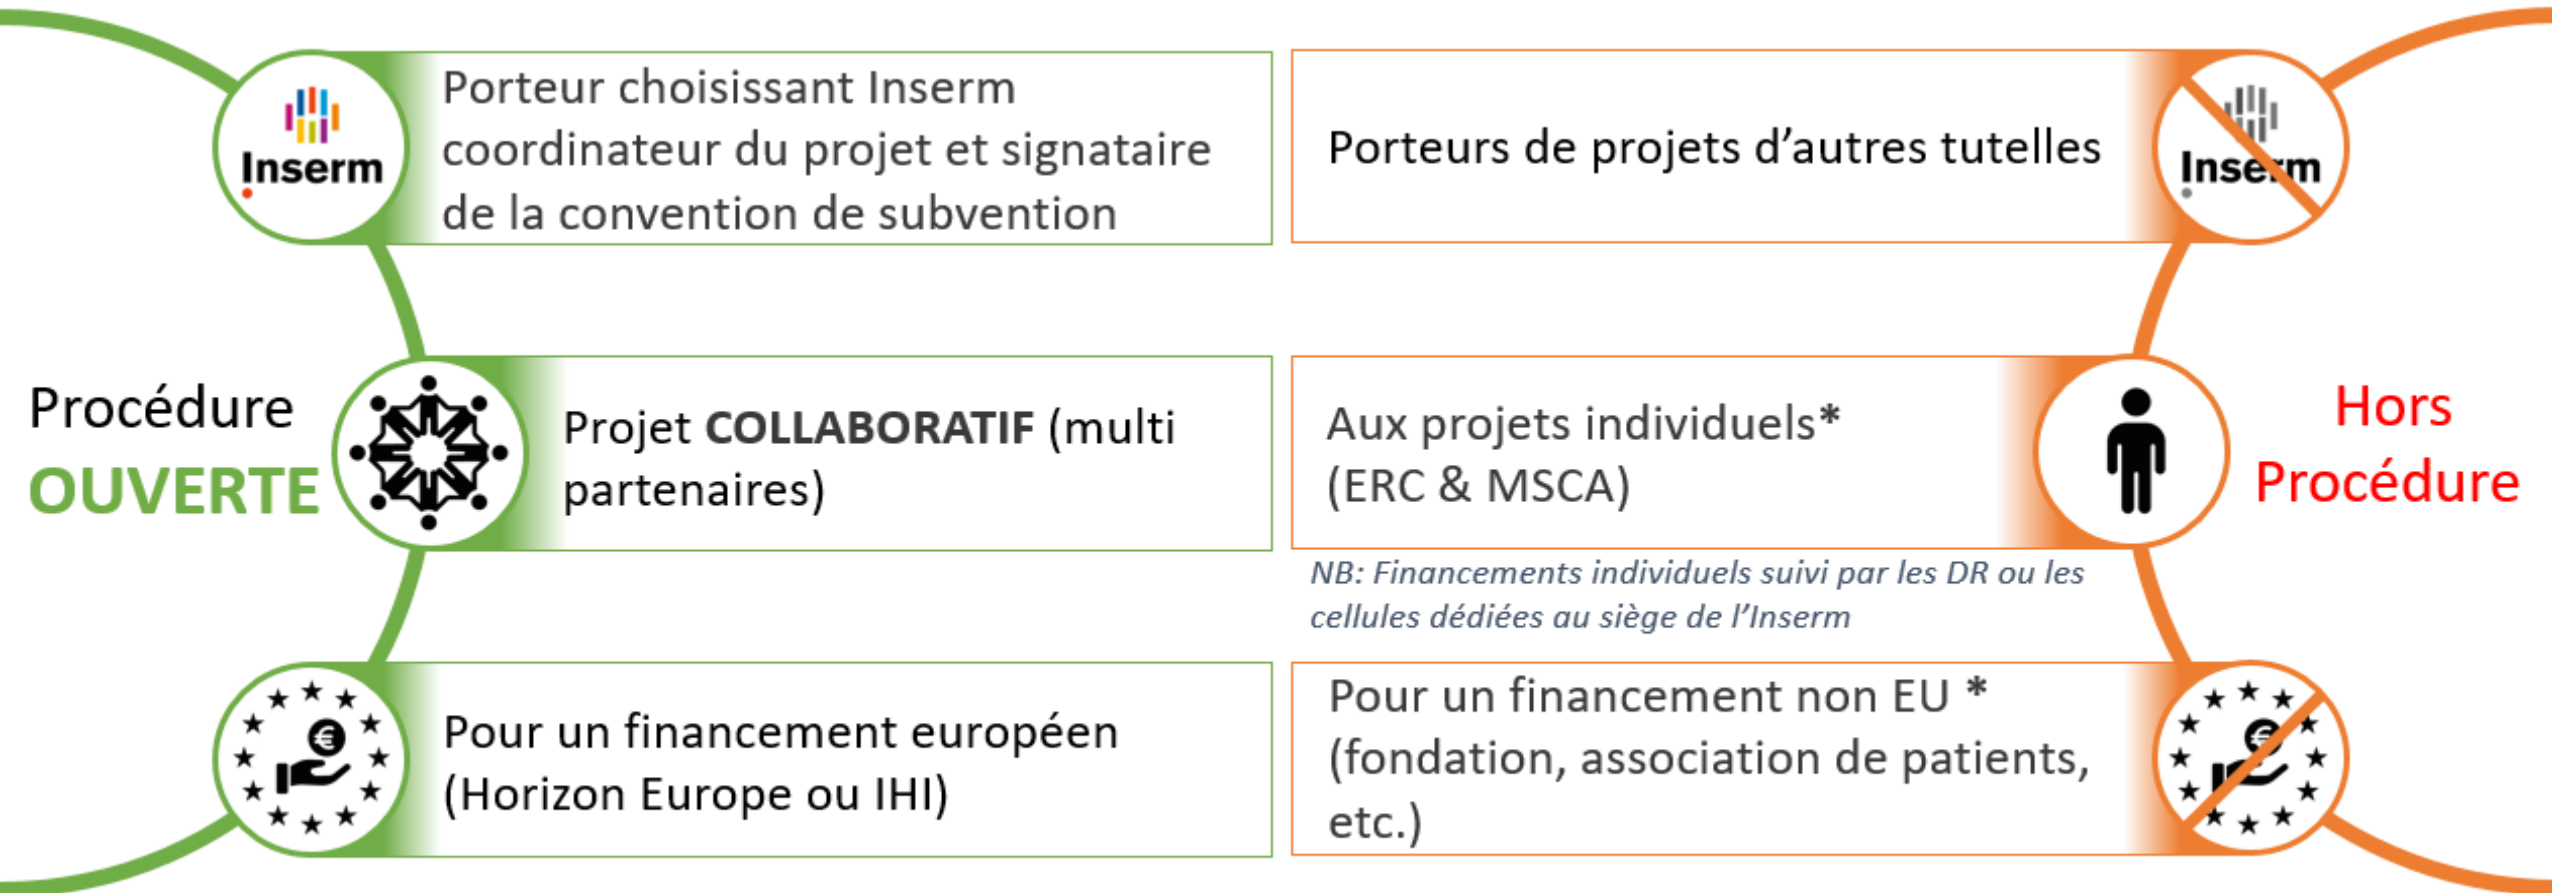 Procédure
OUVERTE
Inserm
Porteur choisissant Inserm
coordinateur du projet et signataire
de la convention de subvention
Projet COLLABORATIF (multi
partenaires)
€
Pour un financement européen
(Horizon Europe ou IHI)
Porteurs de projets d’autres tutelles
Inserm
Aux projets individuels*
(ERC & MSCA)
NB: Financements individuels suivi par les DR ou les
cellules dédiées au siège de l’Inserm
Pour un financement non EU *
(fondation, association de patients,
etc.)
€
Hors
Procédure